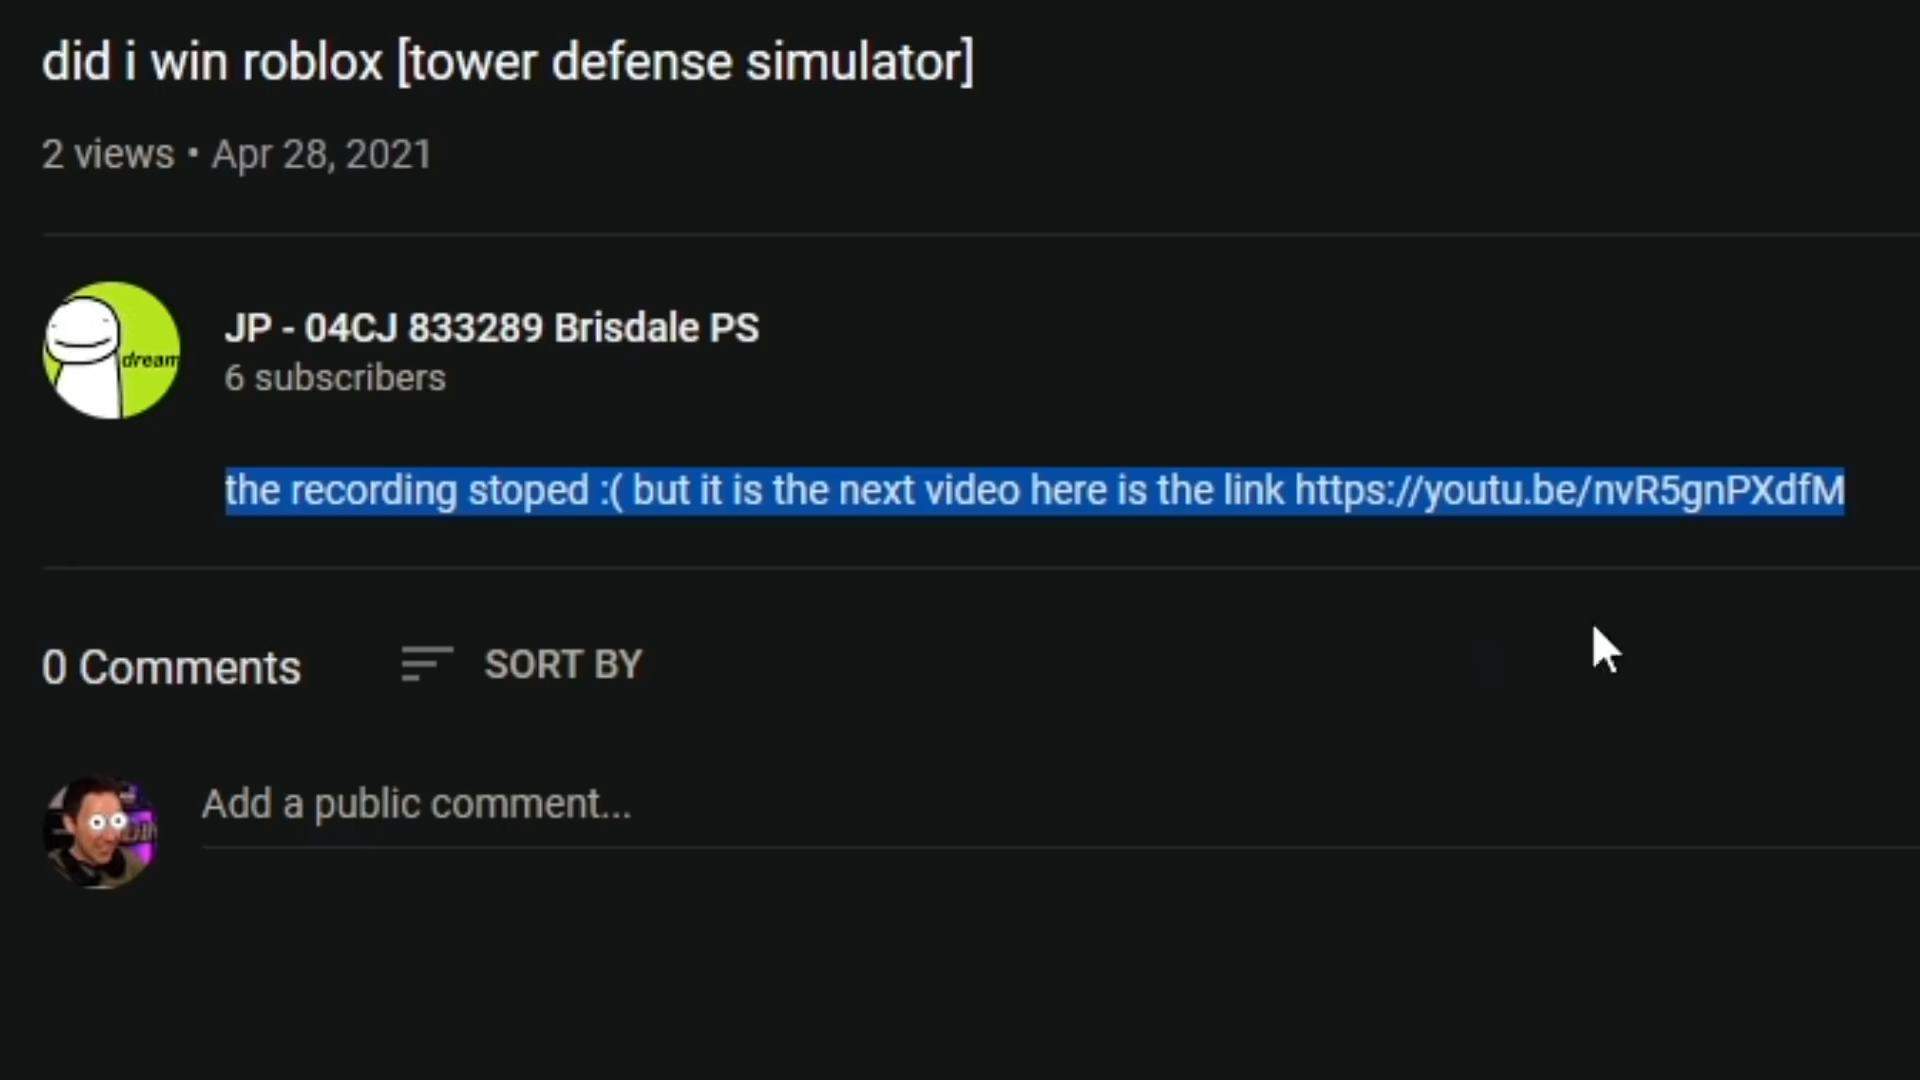 did i win roblox [tower defense simulator]
2 views • Apr 28, 2021
dream
JP - 04CJ 833289 Brisdale PS
6 subscribers
the recording stoped :( but it is the next video here is the link https://youtu.be/nvR5gnPXdfM
0 Comments SORT BY
Add a public comment...